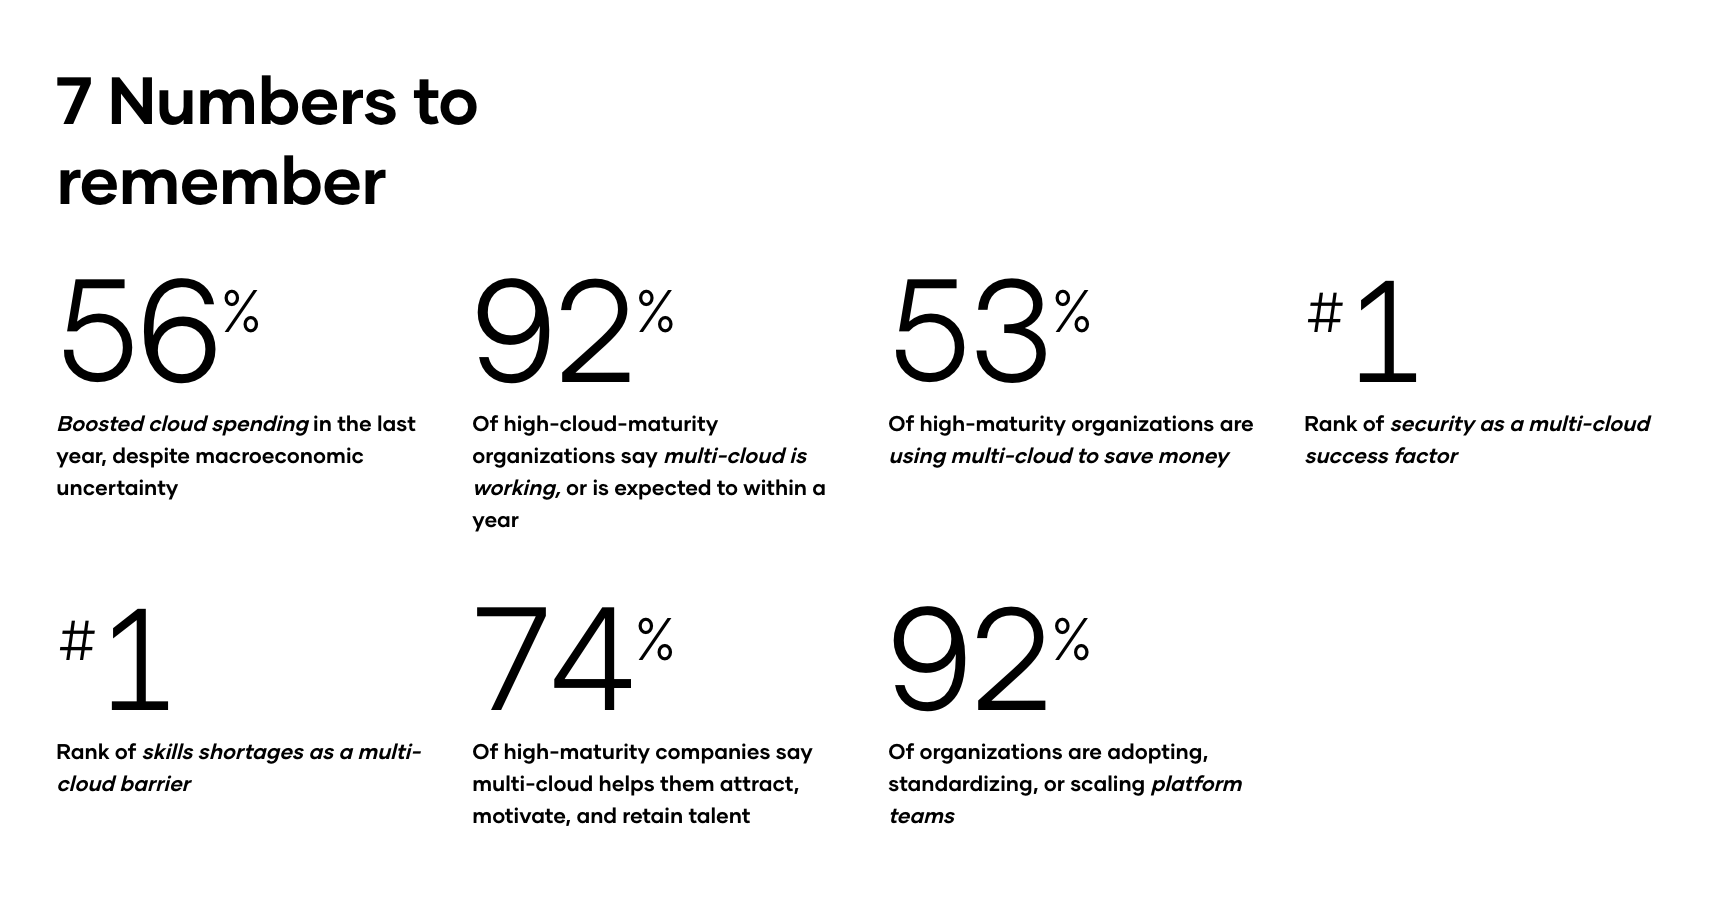 7 Numbers to
remember
56%
Boosted cloud spending in the last
year, despite macroeconomic
uncertainty
92%
Of high-cloud-maturity
organizations say multi-cloud is
working, or is expected to within a
year
53%
Of high-maturity organizations are
using multi-cloud to save money
#1
Rank of security as a multi-cloud
success factor
#1
Rank of skills shortages as a multi-
cloud barrier
74%
Of high-maturity companies say
multi-cloud helps them attract,
motivate, and retain talent
92%
Of organizations are adopting,
standardizing, or scaling platform
teams